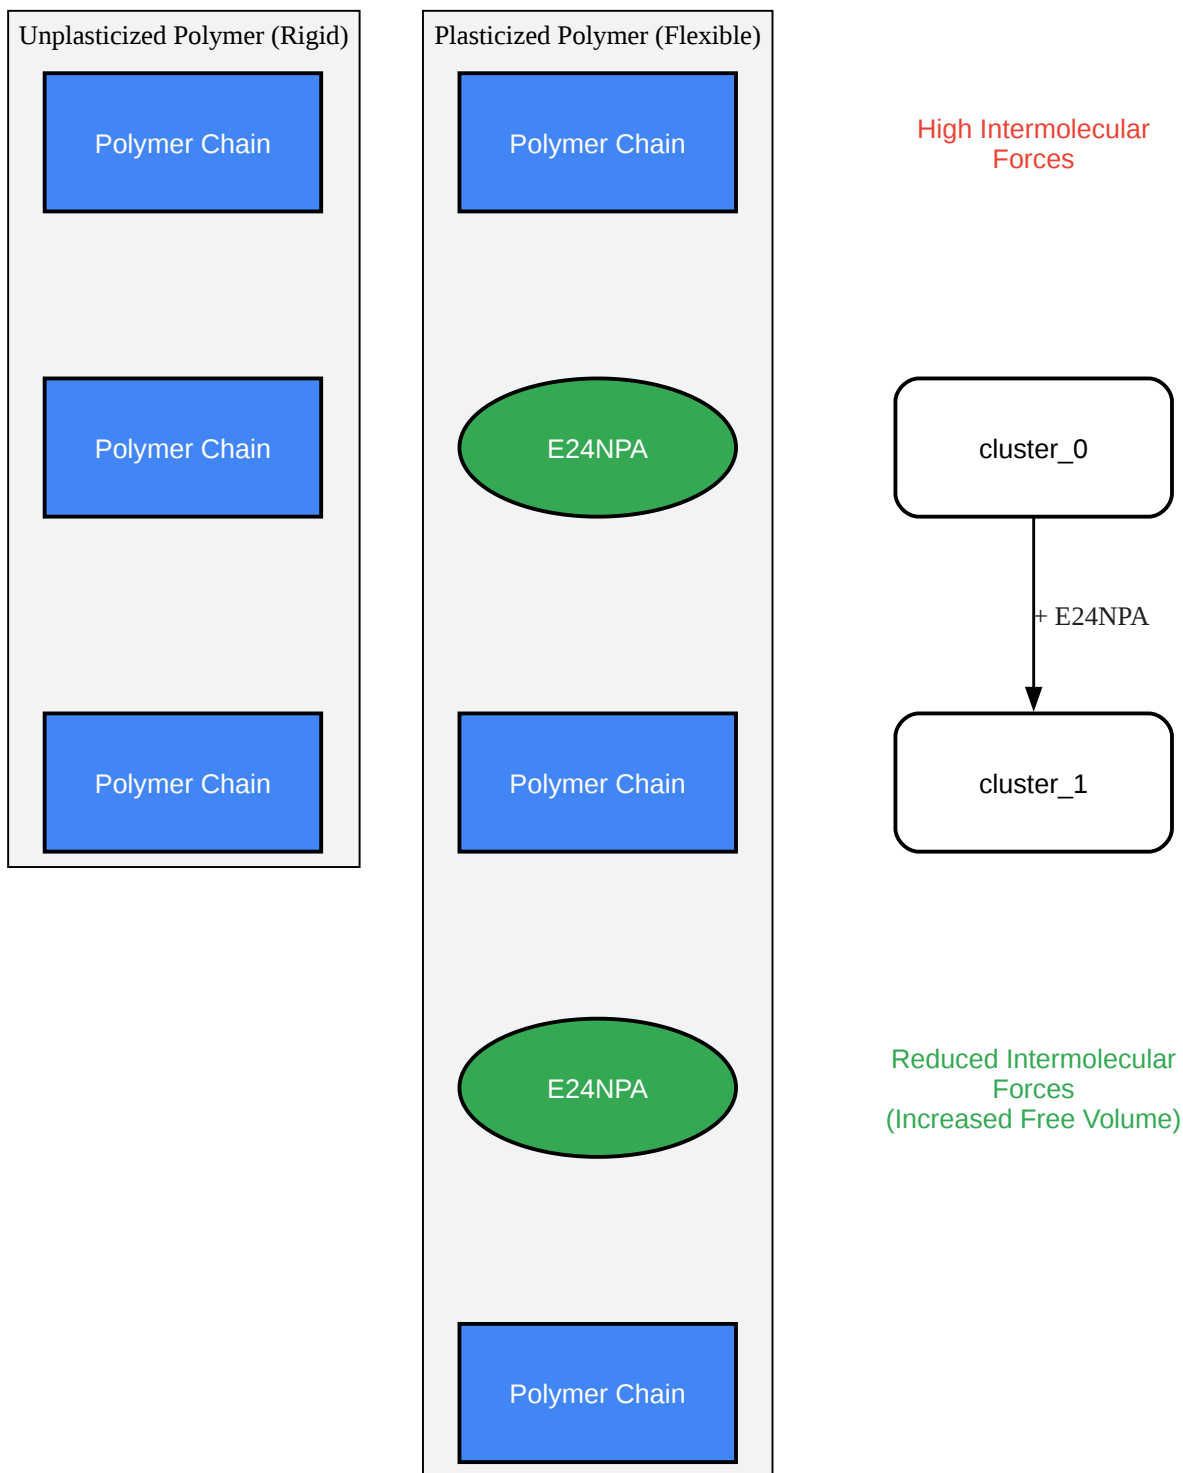 Unplasticized Polymer (Rigid)
Polymer Chain
Polymer Chain
Polymer Chain
Plasticized Polymer (Flexible)
Polymer Chain
E24NPA
Polymer Chain
E24NPA
Polymer Chain
High Intermolecular
Forces
cluster_0
+ E24NPA
cluster_1
Reduced Intermolecular
Forces
(Increased Free Volume)